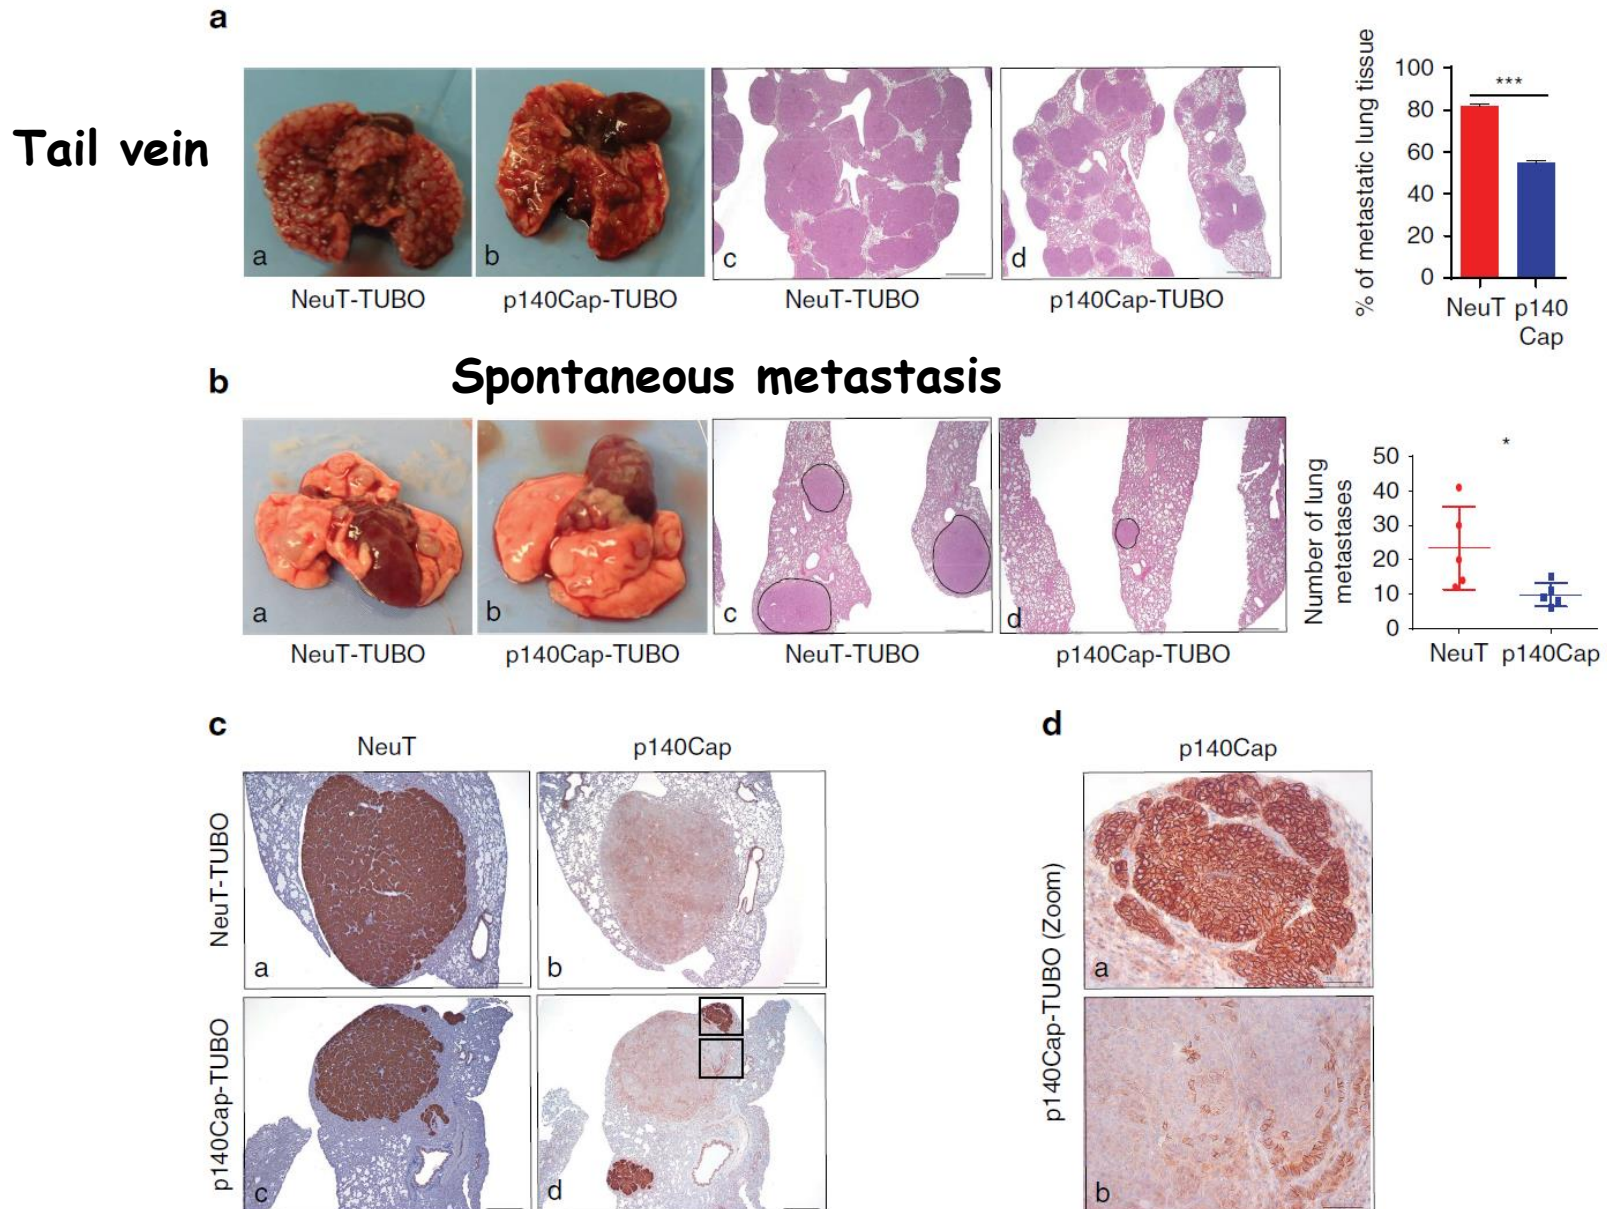 a
Tail vein
a
b
c
d
NeuT-TUBO
p140Cap-TUBO
NeuT-TUBO
p140Cap-TUBO
% of metastatic lung tissue
100
80
60
40
20
0
***
NeuT p140
Cap
b
Spontaneous metastasis
a
b
c
d
NeuT-TUBO
p140Cap-TUBO
NeuT-TUBO
p140Cap-TUBO
Number of lung
metastases
50
40
30
20
10
0
*
NeuT p140Cap
c
NeuT
p140Cap
NeuT-TUBO
a
b
p140Cap-TUBO
c
d
d
p140Cap
p140Cap-TUBO (Zoom)
a
b